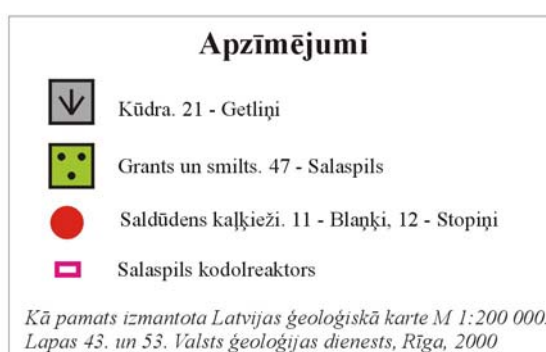 Apzīmējumi
Kūdra. 21 - Getliņi
Grants un smilts. 47 - Salaspils
Saldūdens kaļķieži. 11 - Blaņķi, 12 - Stopiņi
Salaspils kodolreaktors
Kā pamats izmantota Latvijas ģeoloģiskā karte M 1:200 000.
Lapas 43. un 53. Valsts ģeoloģijas dienests, Rīga, 2000